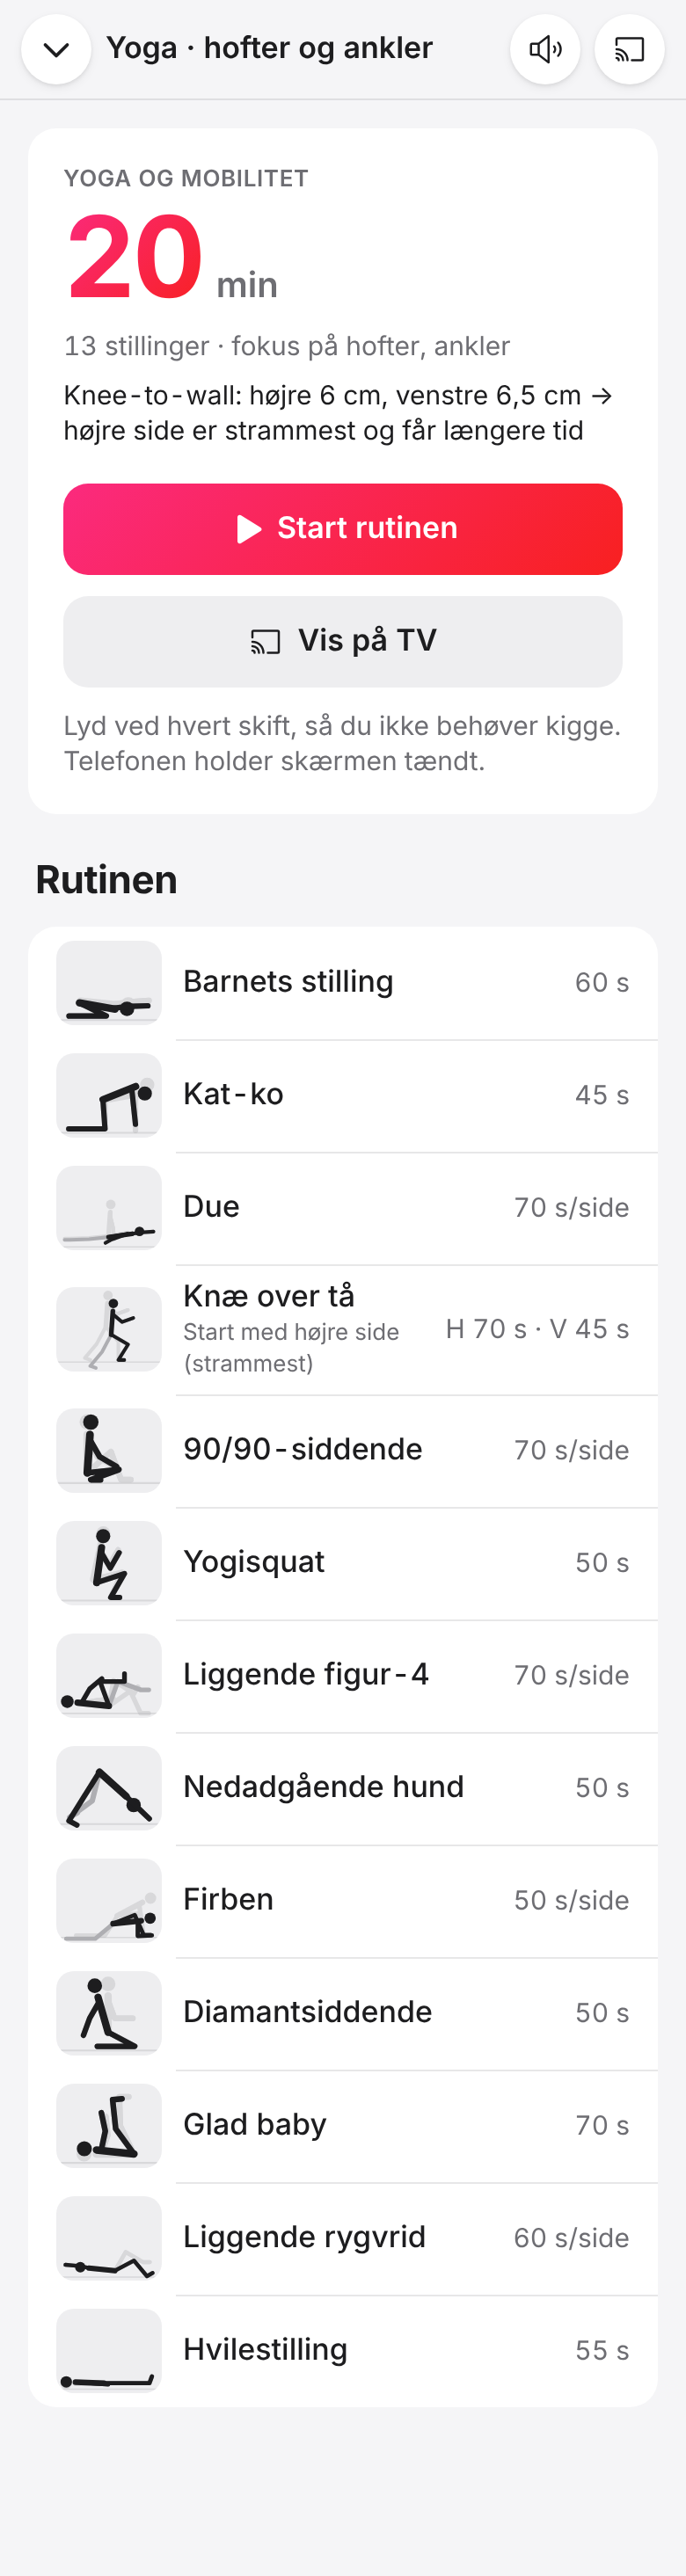 Yoga · hofter og ankler
YOGA OG MOBILITET
20 min
13 stillinger · fokus på hofter, ankler
Knee-to-wall: højre 6 cm, venstre 6,5 cm →
højre side er strammest og får længere tid
Start rutinen
Vis på TV
Lyd ved hvert skift, så du ikke behøver kigge.
Telefonen holder skærmen tændt.
Rutinen
Barnets stilling 60 s
Kat-ko 45 s
Due 70 s/side
Knæ over tå
Start med højre side
(strammest)
H 70 s · V 45 s
90/90-siddende 70 s/side
Yogisquat 50 s
Liggende figur-4 70 s/side
Nedadgående hund 50 s
Firben 50 s/side
Diamantsiddende 50 s
Glad baby 70 s
Liggende rygvrid 60 s/side
Hvilestilling 55 s